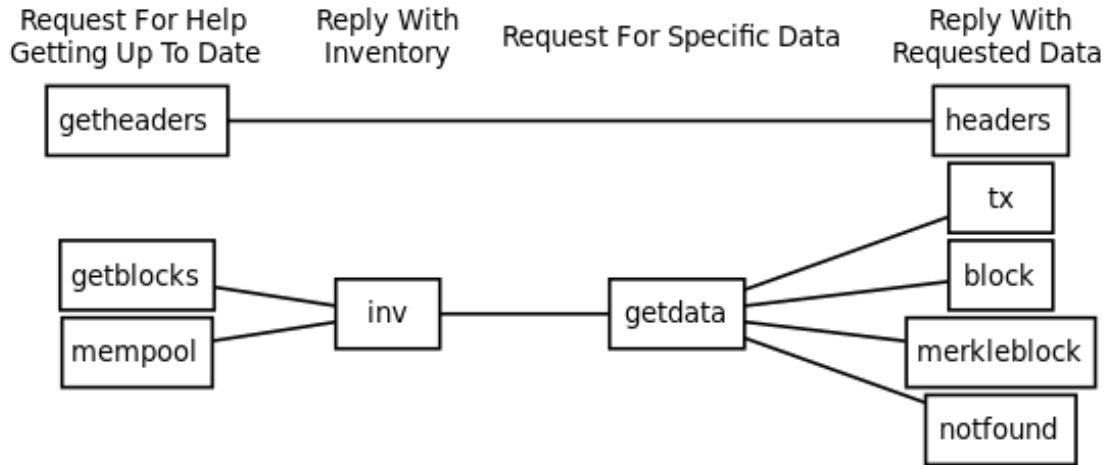 Request For Help
Getting Up To Date
Reply With
Inventory
Request For Specific Data
Reply With
Requested Data
getheaders
headers
tx
getblocks
block
inv
getdata
mempool
merkleblock
notfound